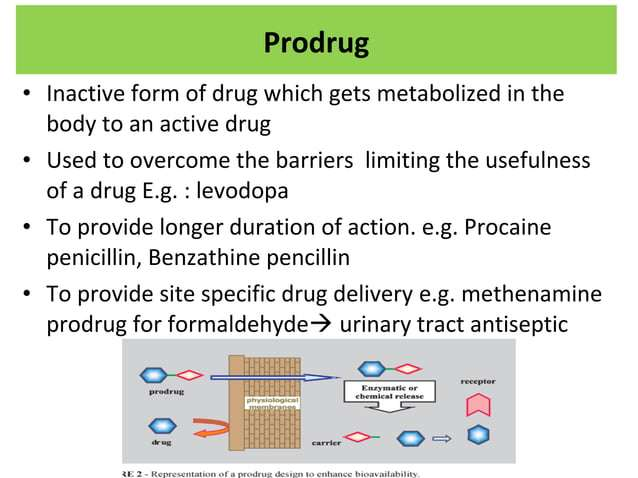 Prodrug
• Inactive form of drug which gets metabolized in the
body to an active drug
• Used to overcome the barriers  limiting the usefulness
of a drug E.g. : levodopa
• To provide longer duration of action. e.g. Procaine
penicillin, Benzathine pencillin
• To provide site specific drug delivery e.g. methenamine
prodrug for formaldehyde→ urinary tract antiseptic
prodrug
physiological
membranes
drug
Enzymatic or
chemical release
receptor
carrier
RE 2 - Representation of a prodrug design to enhance bioavailability.